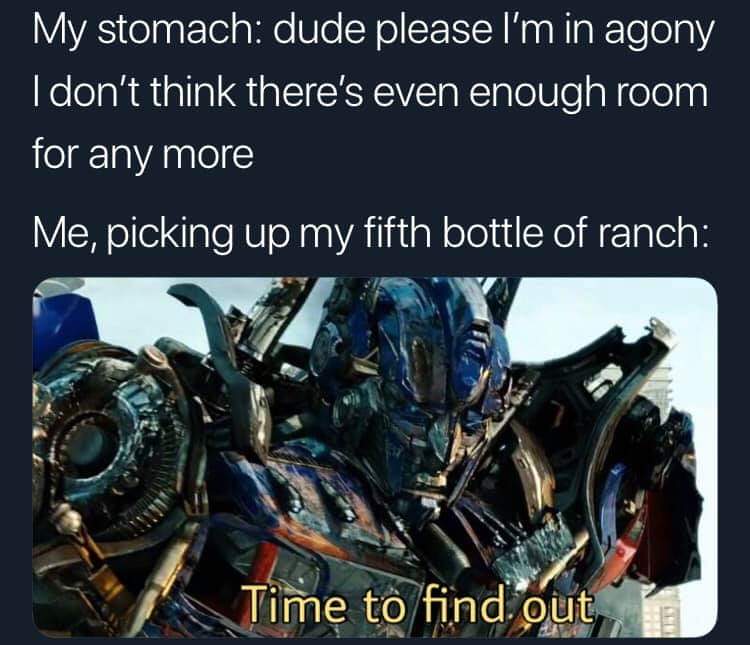 My stomach: dude please I’m in agony
I don’t think there’s even enough room
for any more
Me, picking up my fifth bottle of ranch:
Time to find out